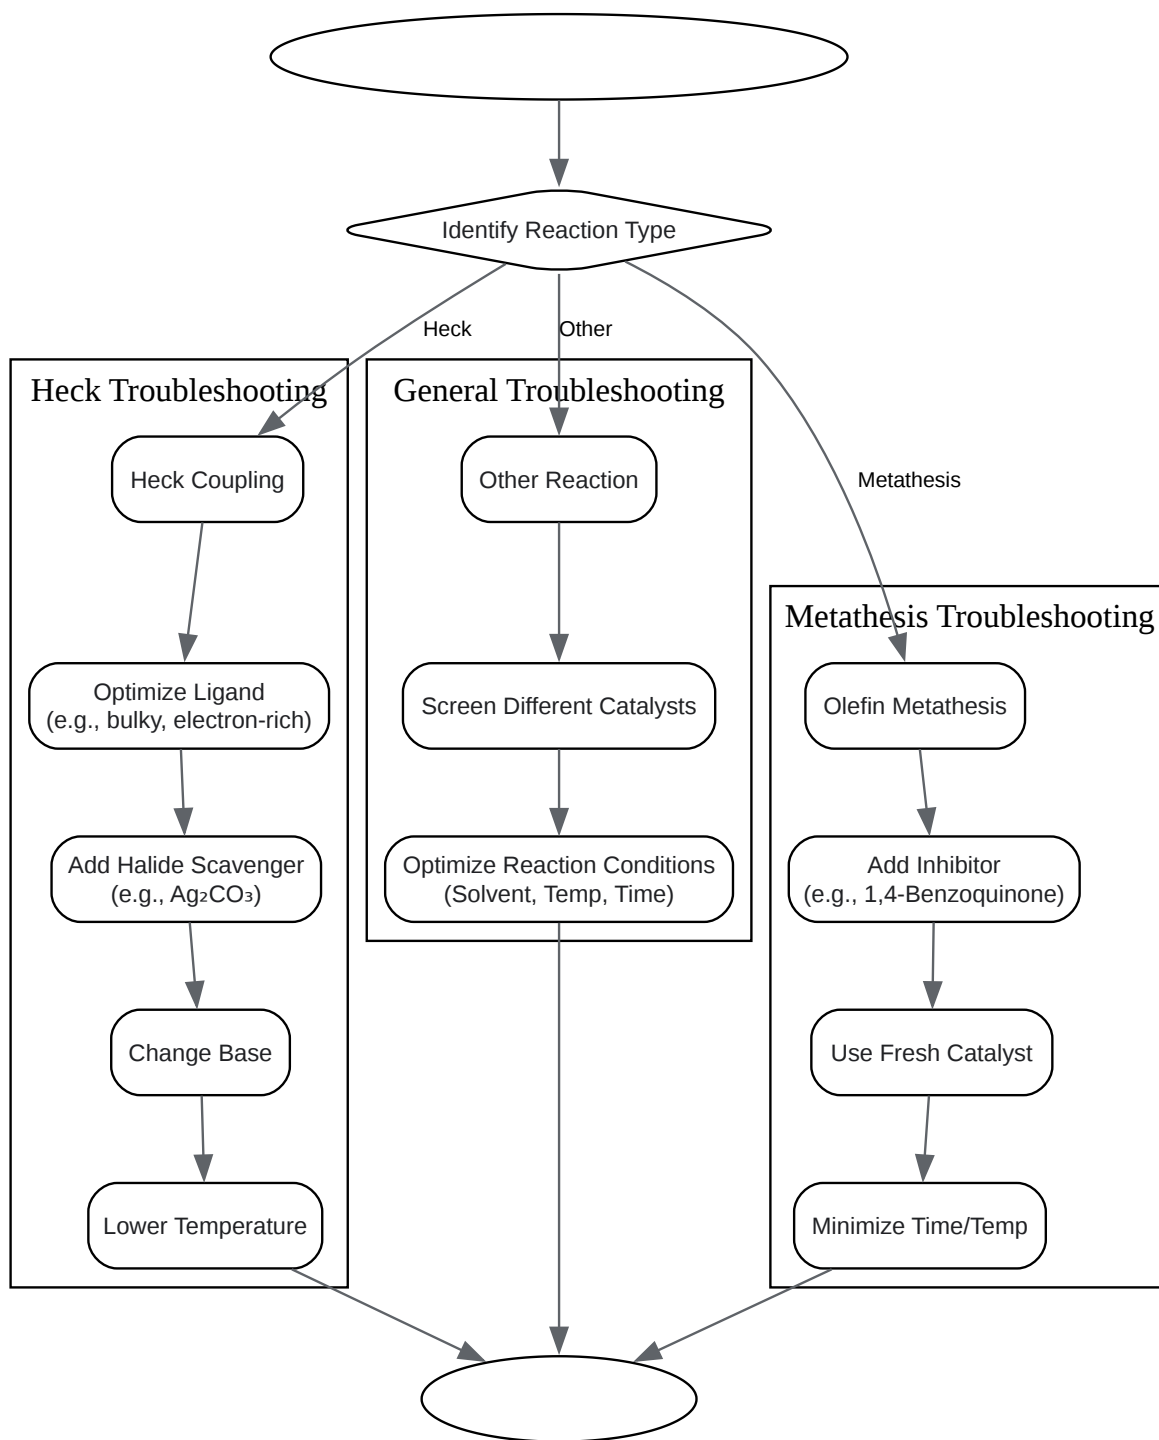 Identify Reaction Type
Heck
Other
Metathesis
Heck Troubleshooting
Heck Coupling
Optimize Ligand
(e.g., bulky, electron-rich)
Add Halide Scavenger
(e.g., Ag₂CO₃)
Change Base
Lower Temperature
General Troubleshooting
Other Reaction
Screen Different Catalysts
Optimize Reaction Conditions
(Solvent, Temp, Time)
Metathesis Troubleshooting
Olefin Metathesis
Add Inhibitor
(e.g., 1,4-Benzoquinone)
Use Fresh Catalyst
Minimize Time/Temp